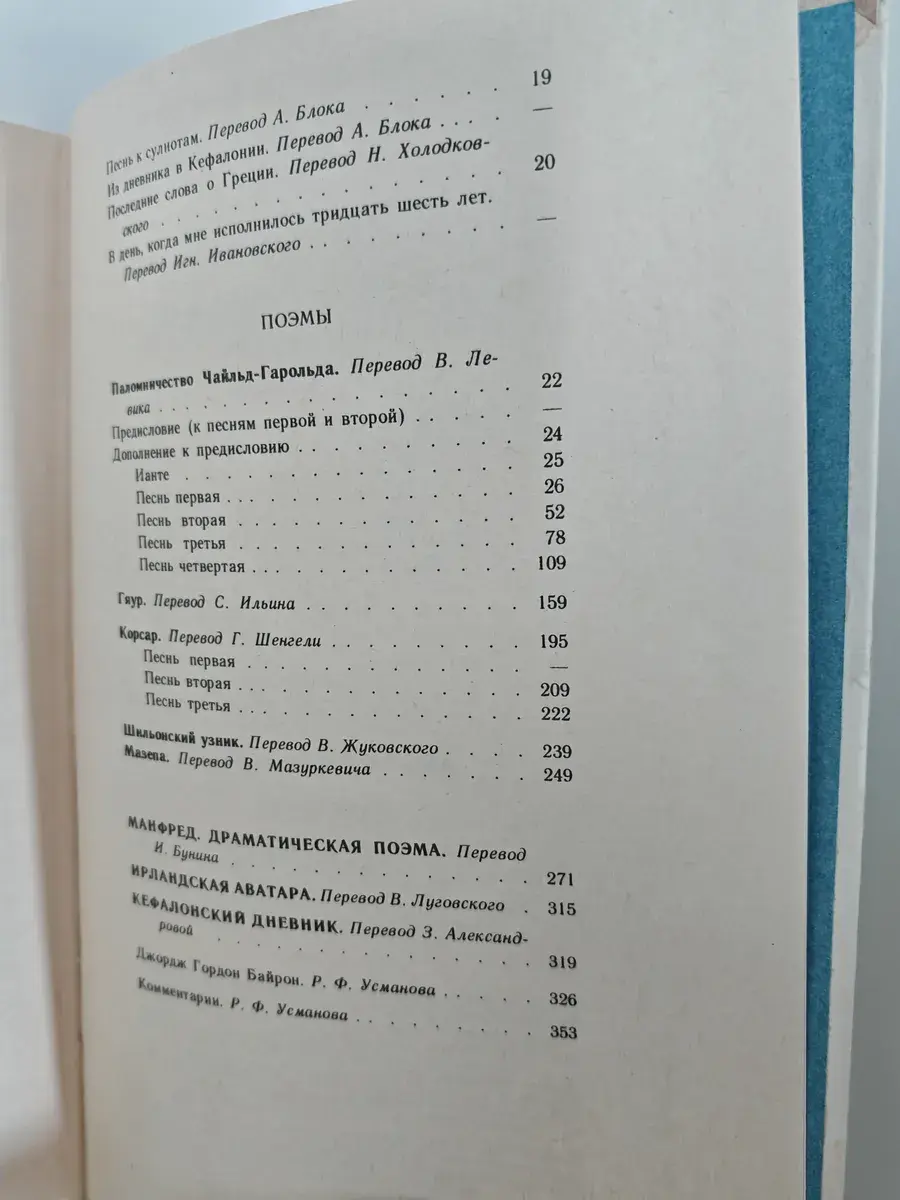 Песнь к сулиотам. Перевод А. Блока . . . . . . 19
Из дневника в Кефалонии. Перевод А. Блока . . . . —
Последние слова о Греции. Перевод Н. Холодков-
ского . . . . . . . . . . . . . . 20
В день, когда мне исполнилось тридцать шесть лет.
Перевод Игн. Ивановского . . . . . . . . —
ПОЭМЫ
Паломничество Чайльд-Гарольда. Перевод В. Ле-
вика . . . . . . . . . . . . . . 22
Предисловие (к песням первой и второй) . . . . . —
Дополнение к предисловию . . . . . . . . . 24
Ианте . . . . . . . . . . . . . 25
Песнь первая . . . . . . . . . . . . 26
Песнь вторая . . . . . . . . . . . . 52
Песнь третья . . . . . . . . . . . . 78
Песнь четвертая . . . . . . . . . . . 109
Гяур. Перевод С. Ильина . . . . . . . . . 159
Корсар. Перевод Г. Шенгели . . . . . . . . 195
Песнь первая . . . . . . . . . . . —
Песнь вторая . . . . . . . . . . . . 209
Песнь третья . . . . . . . . . . . . 222
Шильонский узник. Перевод В. Жуковского . . . . 239
Мазепа. Перевод В. Мазуркевича . . . . . . 249
МАНФРЕД. ДРАМАТИЧЕСКАЯ ПОЭМА. Перевод
И. Бунина . . . . . . . . . . . . . 271
ИРЛАНДСКАЯ АВАТАРА. Перевод В. Луговского . 315
КЕФАЛОНСКИЙ ДНЕВНИК. Перевод З. Александ-
ровой . . . . . . . . . . . . . 319
Джордж Гордон Байрон. Р. Ф. Усманова . . . . . 326
Комментарии. Р. Ф. Усманова . . . . . . . . 353